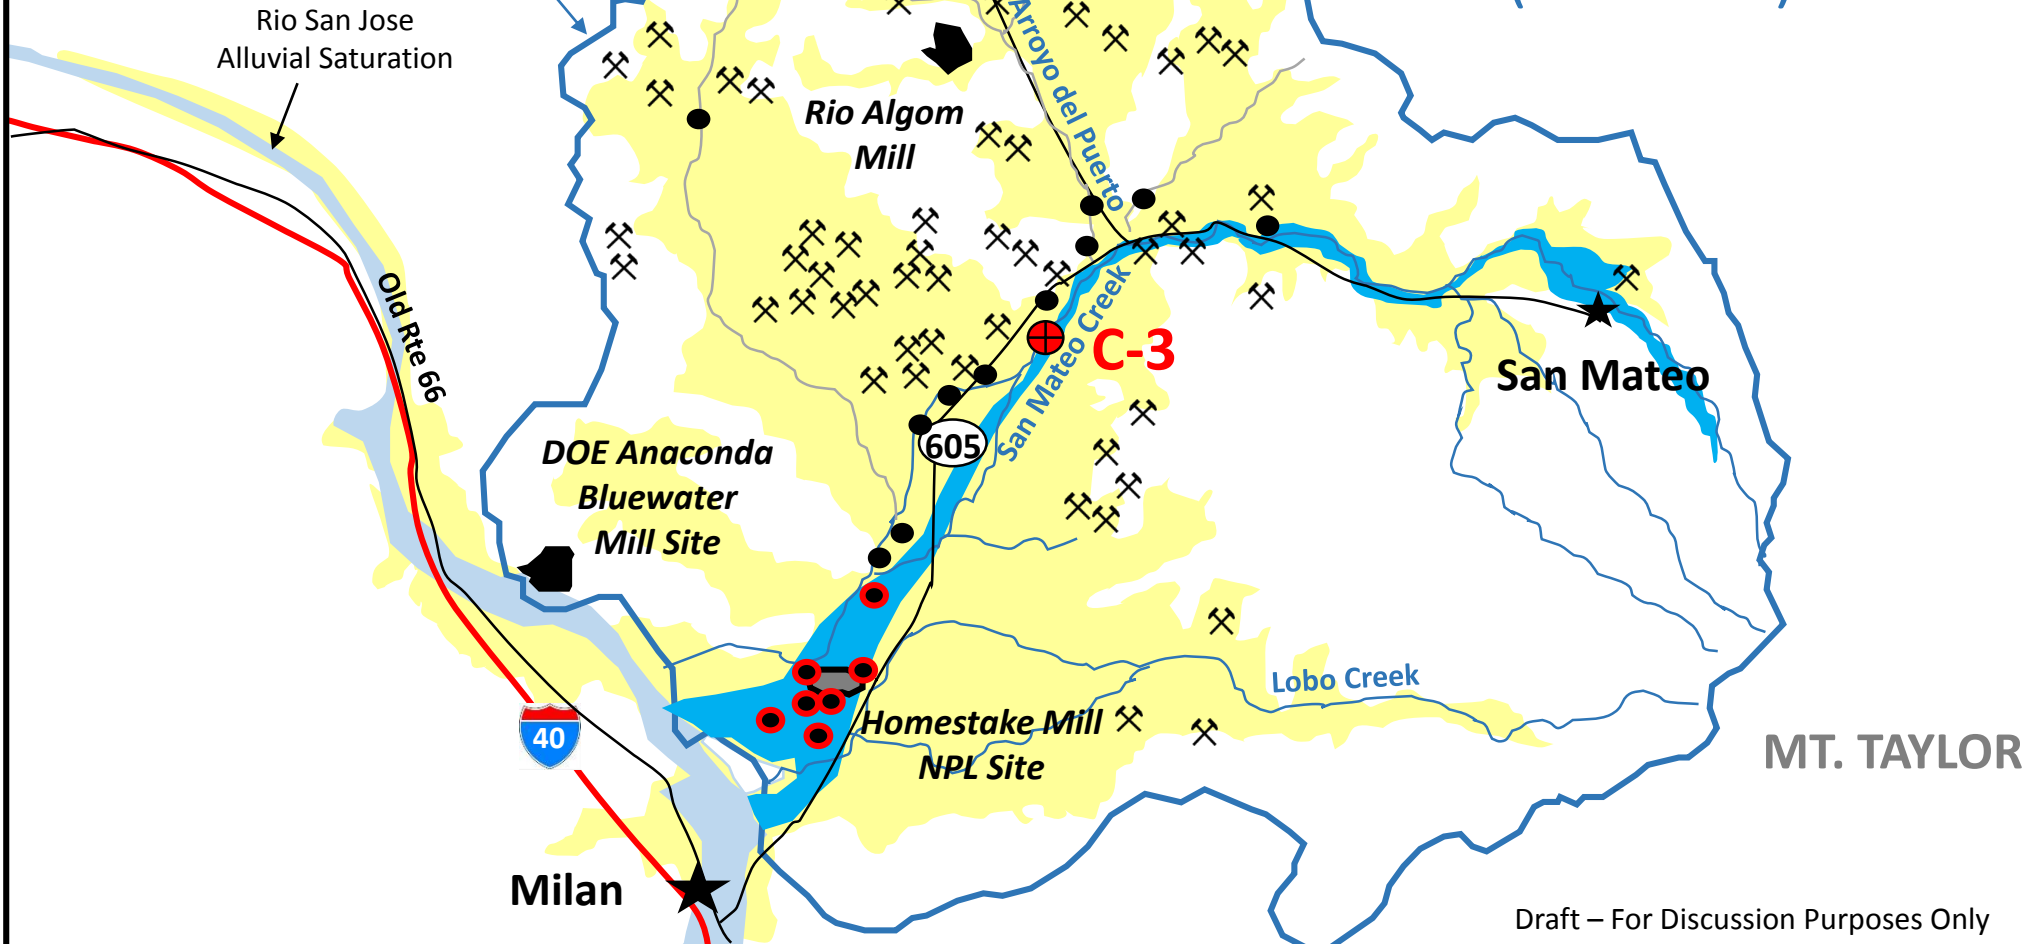 Rio San Jose
Alluvial Saturation
Arroyo del Puerto
Rio Algom
Mill
Old Rte 66
San Mateo Creek
C-3
San Mateo
605
DOE Anaconda
Bluewater
Mill Site
Lobo Creek
Homestake Mill
NPL Site
40
MT. TAYLOR
Milan
Draft – For Discussion Purposes Only